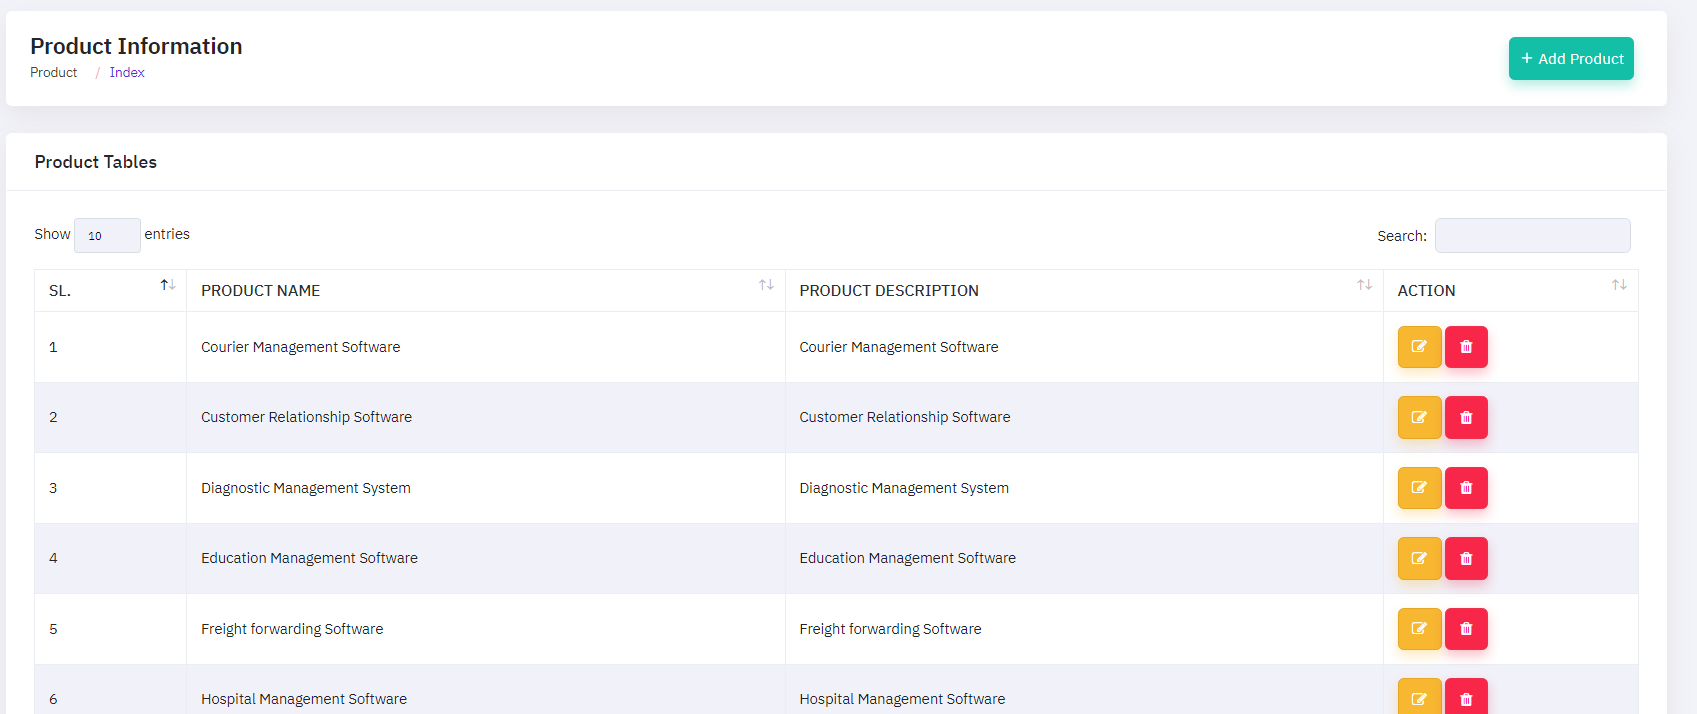 Product Information
Product / Index
+ Add Product
Product Tables
Show 10 entries
Search:
SL. PRODUCT NAME PRODUCT DESCRIPTION ACTION
1 Courier Management Software Courier Management Software
2 Customer Relationship Software Customer Relationship Software
3 Diagnostic Management System Diagnostic Management System
4 Education Management Software Education Management Software
5 Freight forwarding Software Freight forwarding Software
6 Hospital Management Software Hospital Management Software